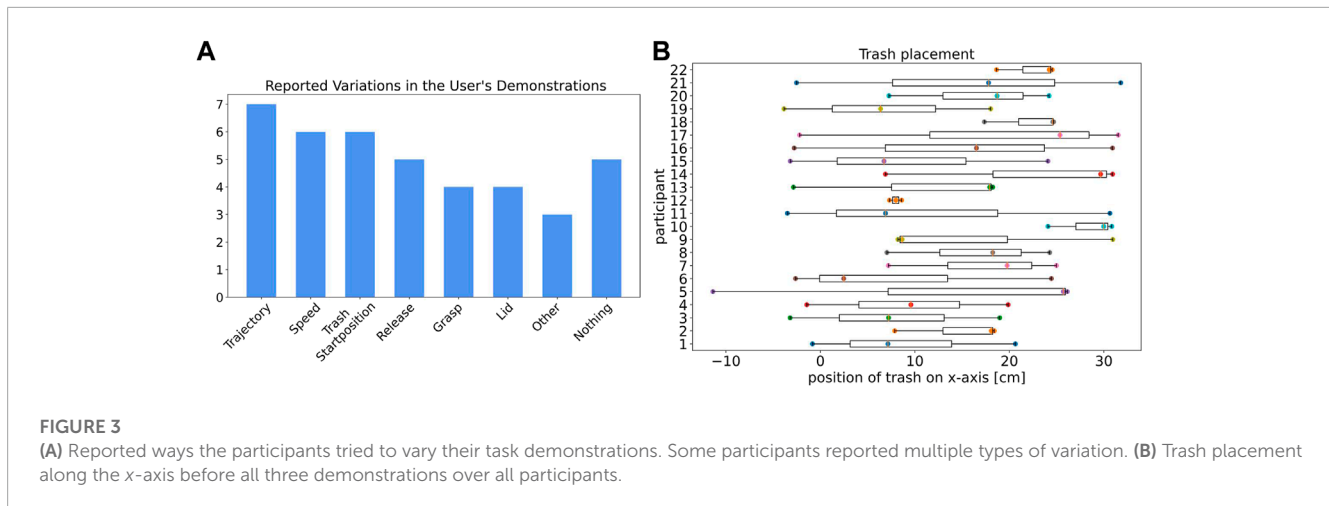 A
Reported Variations in the User's Demonstrations
7
6
5
4
3
2
1
0
Trajectory
Speed
Trash
Startposition
Release
Grasp
Lid
Other
Nothing
B
Trash placement
participant
22
21
20
19
18
17
16
15
14
13
12
11
10
9
8
7
6
5
4
3
2
1
−10 0 10 20 30
position of trash on x-axis [cm]
FIGURE 3
(A) Reported ways the participants tried to vary their task demonstrations. Some participants reported multiple types of variation. (B) Trash placement
along the x-axis before all three demonstrations over all participants.